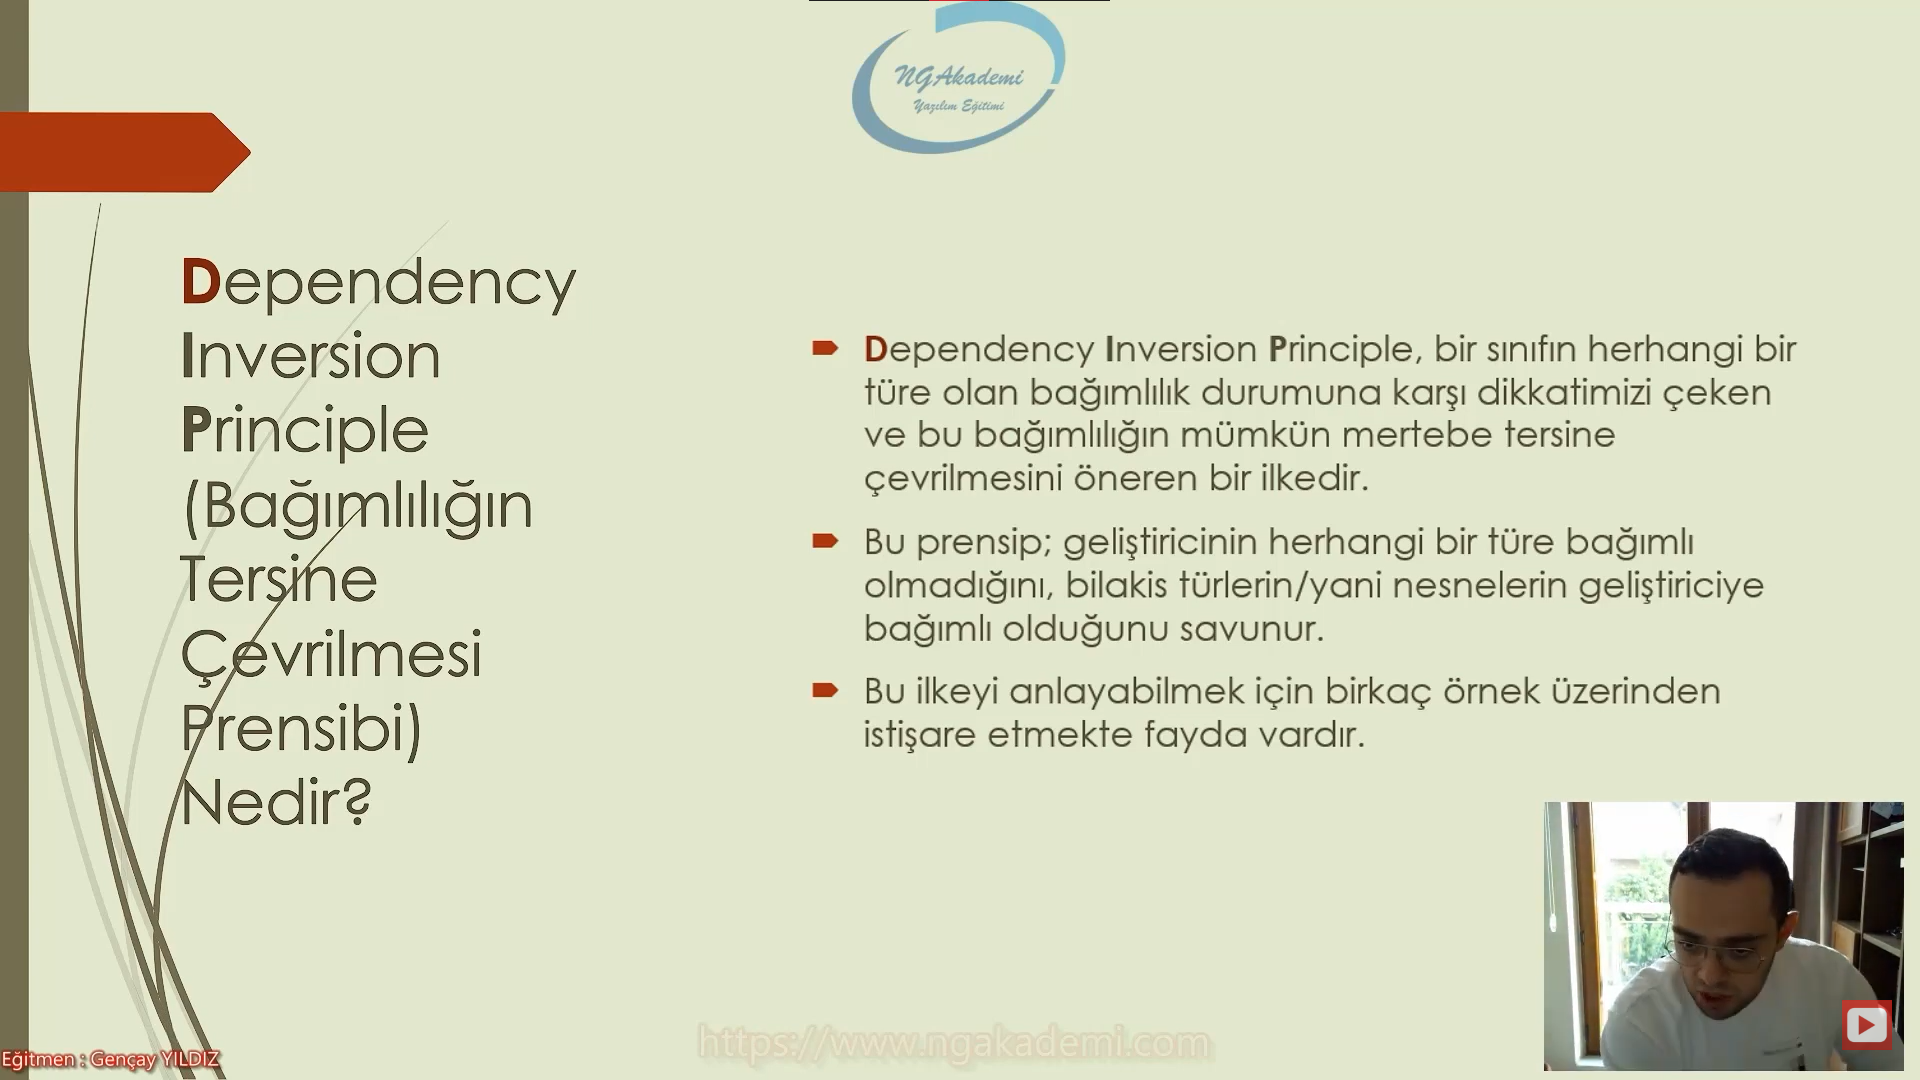 NGAkademi
Yazılım Eğitimi
Dependency
Inversion
Principle
(Bağımlılığın
Tersine
Çevrilmesi
Prensibi)
Nedir?
Dependency Inversion Principle, bir sınıfın herhangi bir
türe olan bağımlılık durumuna karşı dikkatimizi çeken
ve bu bağımlılığın mümkün mertebe tersine
çevrilmesini öneren bir ilkedir.
Bu prensip; geliştiricinin herhangi bir türe bağımlı
olmadığını, bilakis türlerin/yani nesnelerin geliştiriciye
bağımlı olduğunu savunur.
Bu ilkeyi anlayabilmek için birkaç örnek üzerinden
istişare etmekte fayda vardır.
https://www.ngakademi.com
Eğitmen : Gençay YILDIZ